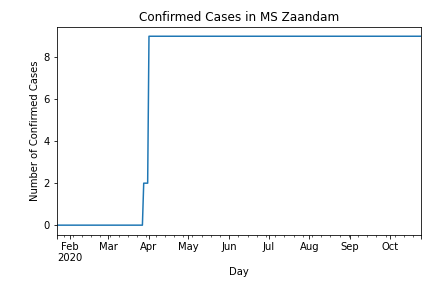 Confirmed Cases in MS Zaandam
Number of Confirmed Cases
8
6
4
2
0
Feb Mar Apr May Jun Jul Aug Sep Oct
2020
Day